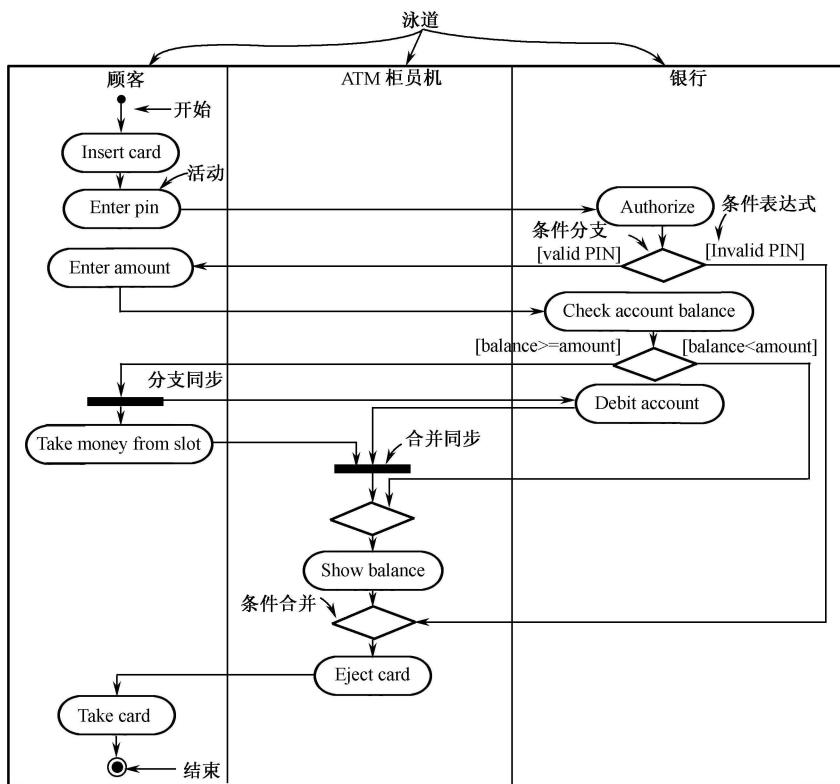 泳道
顾客
ATM 柜员机
银行
开始
Insert card
活动
Enter pin
Authorize
条件表达式
条件分支
[valid PIN]
[Invalid PIN]
Enter amount
Check account balance
[balance>=amount]
[balance<amount]
分支同步
Debit account
Take money from slot
合并同步
Show balance
条件合并
Eject card
Take card
结束